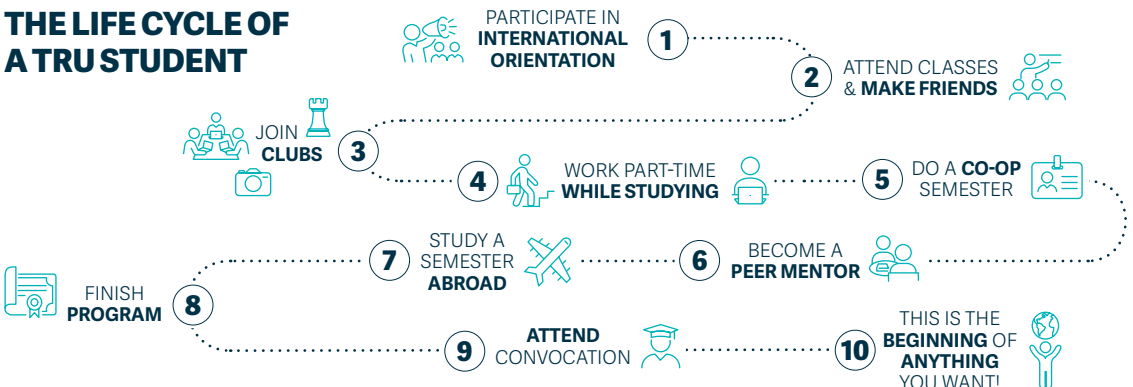 THE LIFE CYCLE OF
A TRU STUDENT
PARTICIPATE IN
INTERNATIONAL
ORIENTATION
1
2
ATTEND CLASSES
& MAKE FRIENDS
JOIN
CLUBS
3
4
WORK PART-TIME
WHILE STUDYING
5
DO A CO-OP
SEMESTER
6
BECOME A
PEER MENTOR
7
STUDY A
SEMESTER
ABROAD
8
FINISH
PROGRAM
9
ATTEND
CONVOCATION
10
THIS IS THE
BEGINNING OF
ANYTHING
YOU WANT!